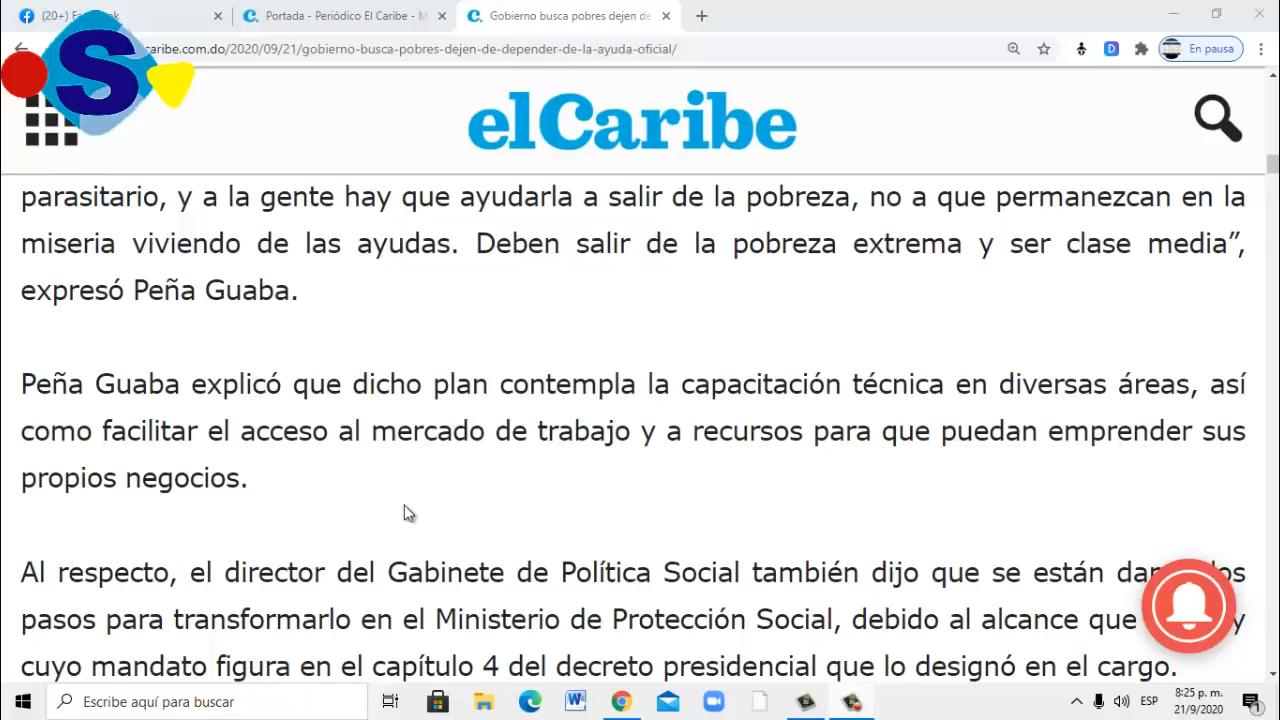 (20+) Fa ok
Portada - Periódico El Caribe - M
Gobierno busca pobres dejen de
caribe.com.do/2020/09/21/gobierno-busca-pobres-dejen-de-depender-de-la-ayuda-oficial/
En pausa
S
elCaribe
parasitario, y a la gente hay que ayudarla a salir de la pobreza, no a que permanezcan en la
miseria viviendo de las ayudas. Deben salir de la pobreza extrema y ser clase media”,
expresó Peña Guaba.
Peña Guaba explicó que dicho plan contempla la capacitación técnica en diversas áreas, así
como facilitar el acceso al mercado de trabajo y a recursos para que puedan emprender sus
propios negocios.
Al respecto, el director del Gabinete de Política Social también dijo que se están los
pasos para transformarlo en el Ministerio de Protección Social, debido al alcance que y
cuyo mandato figura en el capítulo 4 del decreto presidencial que lo designó en el cargo.
Escribe aquí para buscar
ESP
8:25 p. m.
21/9/2020